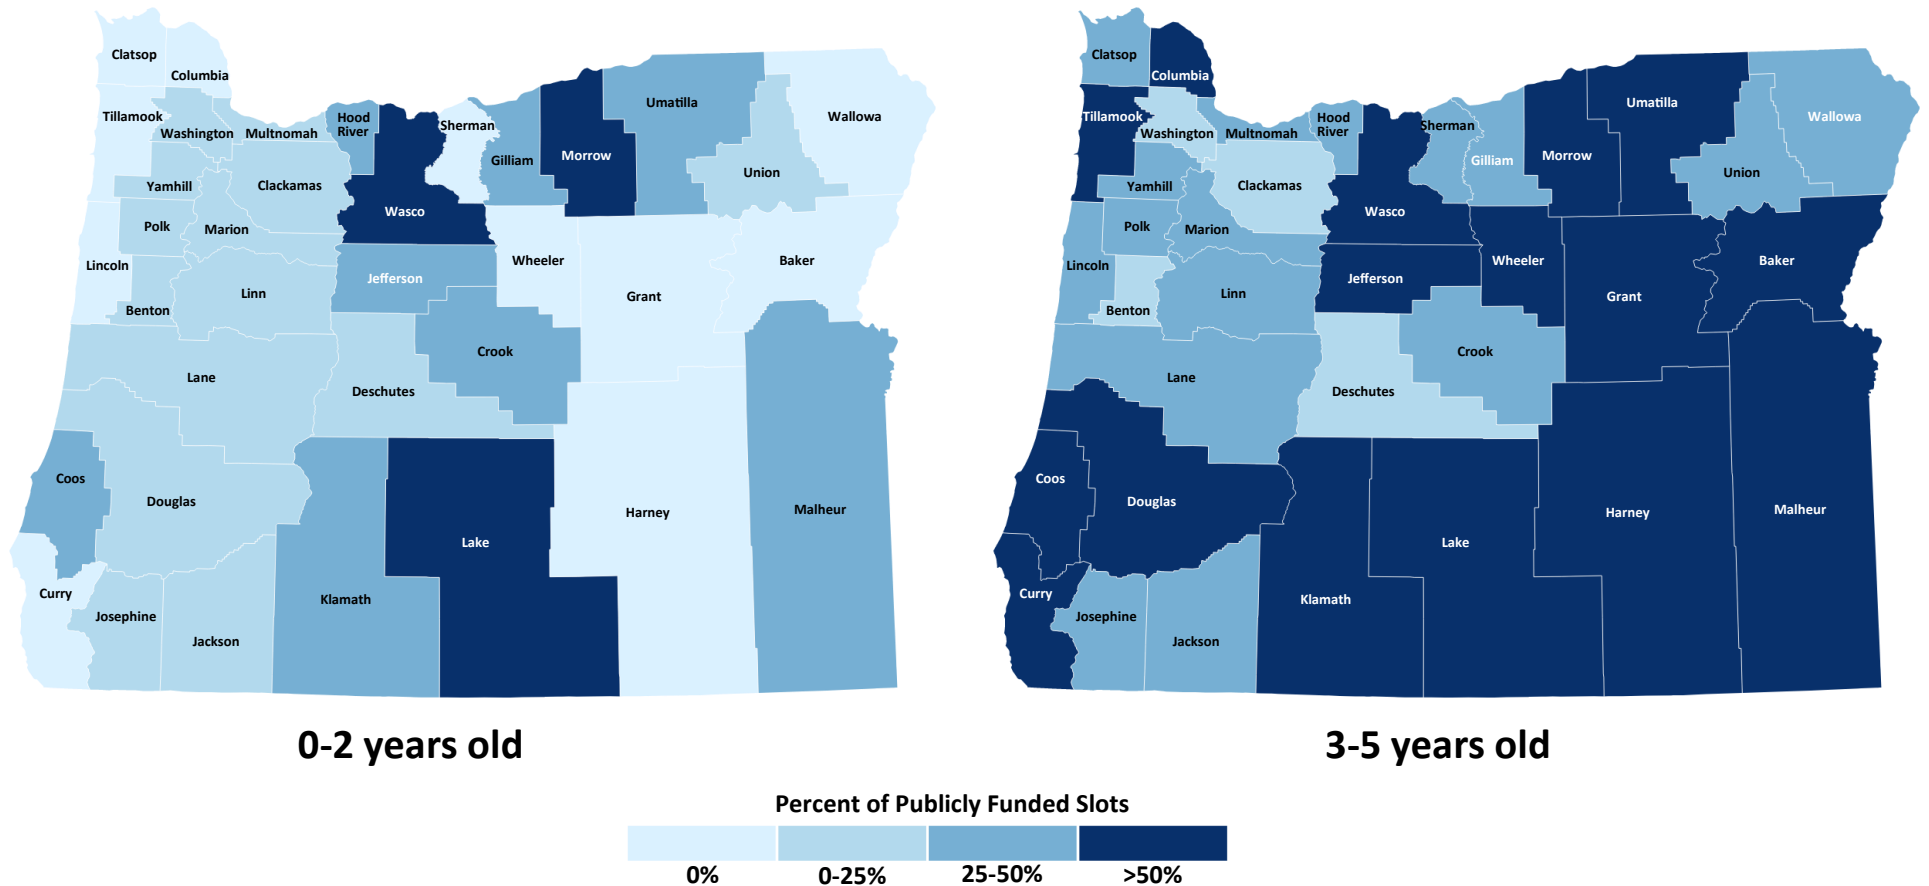 Clatsop
Columbia
Tillamook
Washington
Multnomah
Hood
River
Sherman
Gilliam
Morrow
Umatilla
Wallowa
Union
Yamhill
Clackamas
Wasco
Polk
Marion
Lincoln
Jefferson
Wheeler
Baker
Grant
Linn
Benton
Crook
Lane
Deschutes
Coos
Douglas
Harney
Malheur
Lake
Curry
Josephine
Klamath
Jackson
0-2 years old
Clatsop
Columbia
Tillamook
Washington
Multnomah
Hood
River
Sherman
Gilliam
Morrow
Umatilla
Wallowa
Union
Yamhill
Clackamas
Wasco
Polk
Marion
Lincoln
Jefferson
Wheeler
Baker
Grant
Linn
Benton
Crook
Lane
Deschutes
Coos
Douglas
Harney
Malheur
Lake
Curry
Josephine
Klamath
Jackson
3-5 years old
Percent of Publicly Funded Slots
0%
0-25%
25-50%
>50%